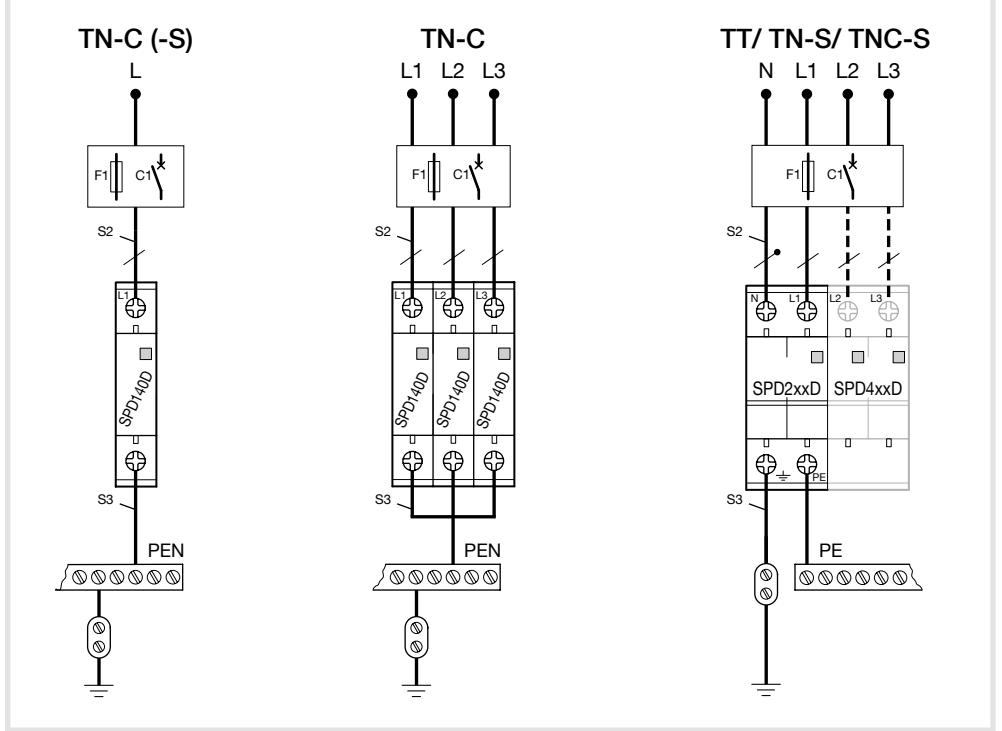 TN-C (-S)
L
F1 C1
S2
L1
SPD140D
S3
PEN
TN-C
L1 L2 L3
F1 C1
S2
L1 L2 L3
SPD140D SPD140D SPD140D
S3
PEN
TT/ TN-S/ TNC-S
N L1 L2 L3
F1 C1
S2
N L1 L2 L3
SPD2xxD SPD4xxD
PE
S3
PE